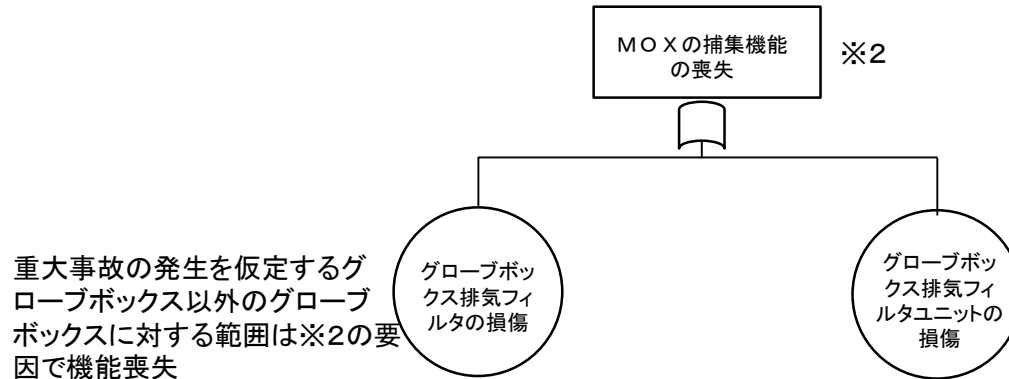 ＭＯＸの捕集機能
の喪失
※2
重大事故の発生を仮定するグ
ローブボックス以外のグローブ
ボックスに対する範囲は※2の要
因で機能喪失
グローブボッ
クス排気フィ
ルタの損傷
グローブボッ
クス排気フィ
ルタユニットの
損傷